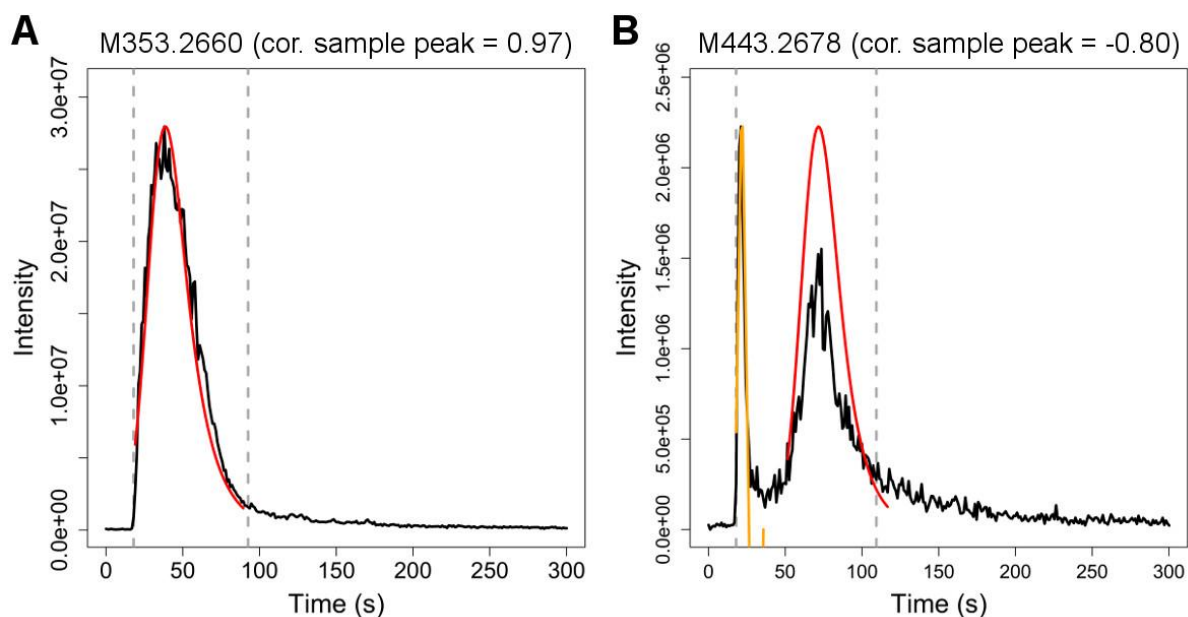 A
M353.2660 (cor. sample peak = 0.97)
Intensity
0.0e+00
1.0e+07
2.0e+07
3.0e+07
0
50
100
150
200
250
300
Time (s)
B
M443.2678 (cor. sample peak = -0.80)
Intensity
0.0e+00
5.0e+05
1.0e+06
1.5e+06
2.0e+06
2.5e+06
0
50
100
150
200
250
300
Time (s)